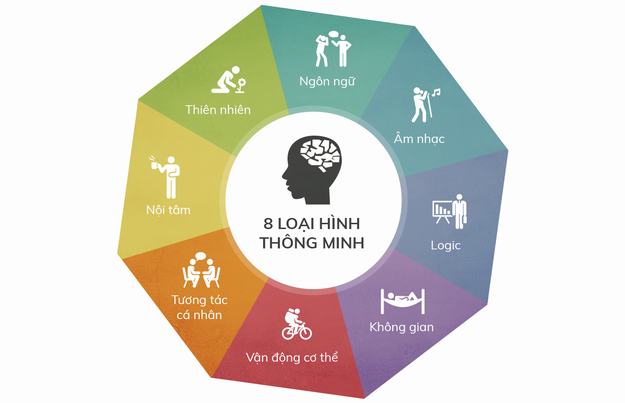 8 LOẠI HÌNH
THÔNG MINH
Ngôn ngữ
Âm nhạc
Logic
Không gian
Vận động cơ thể
Tương tác
cá nhân
Nội tâm
Thiên nhiên